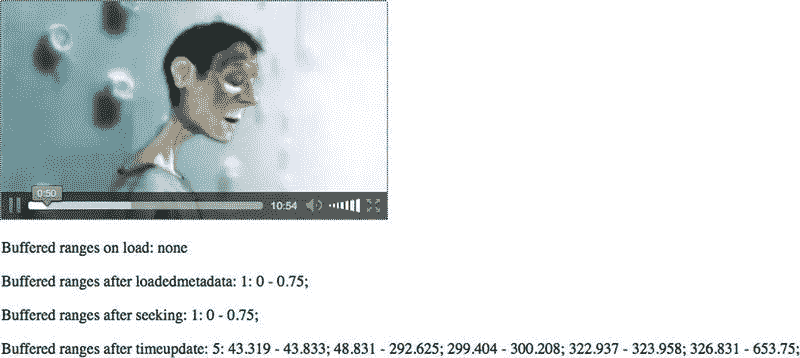 0:50
10:54
Buffered ranges on load: none
Buffered ranges after loadedmetadata: 1: 0 - 0.75;
Buffered ranges after seeking: 1: 0 - 0.75;
Buffered ranges after timeupdate: 5: 43.319 - 43.833; 48.831 - 292.625; 299.404 - 300.208; 322.937 - 323.958; 326.831 - 653.75;